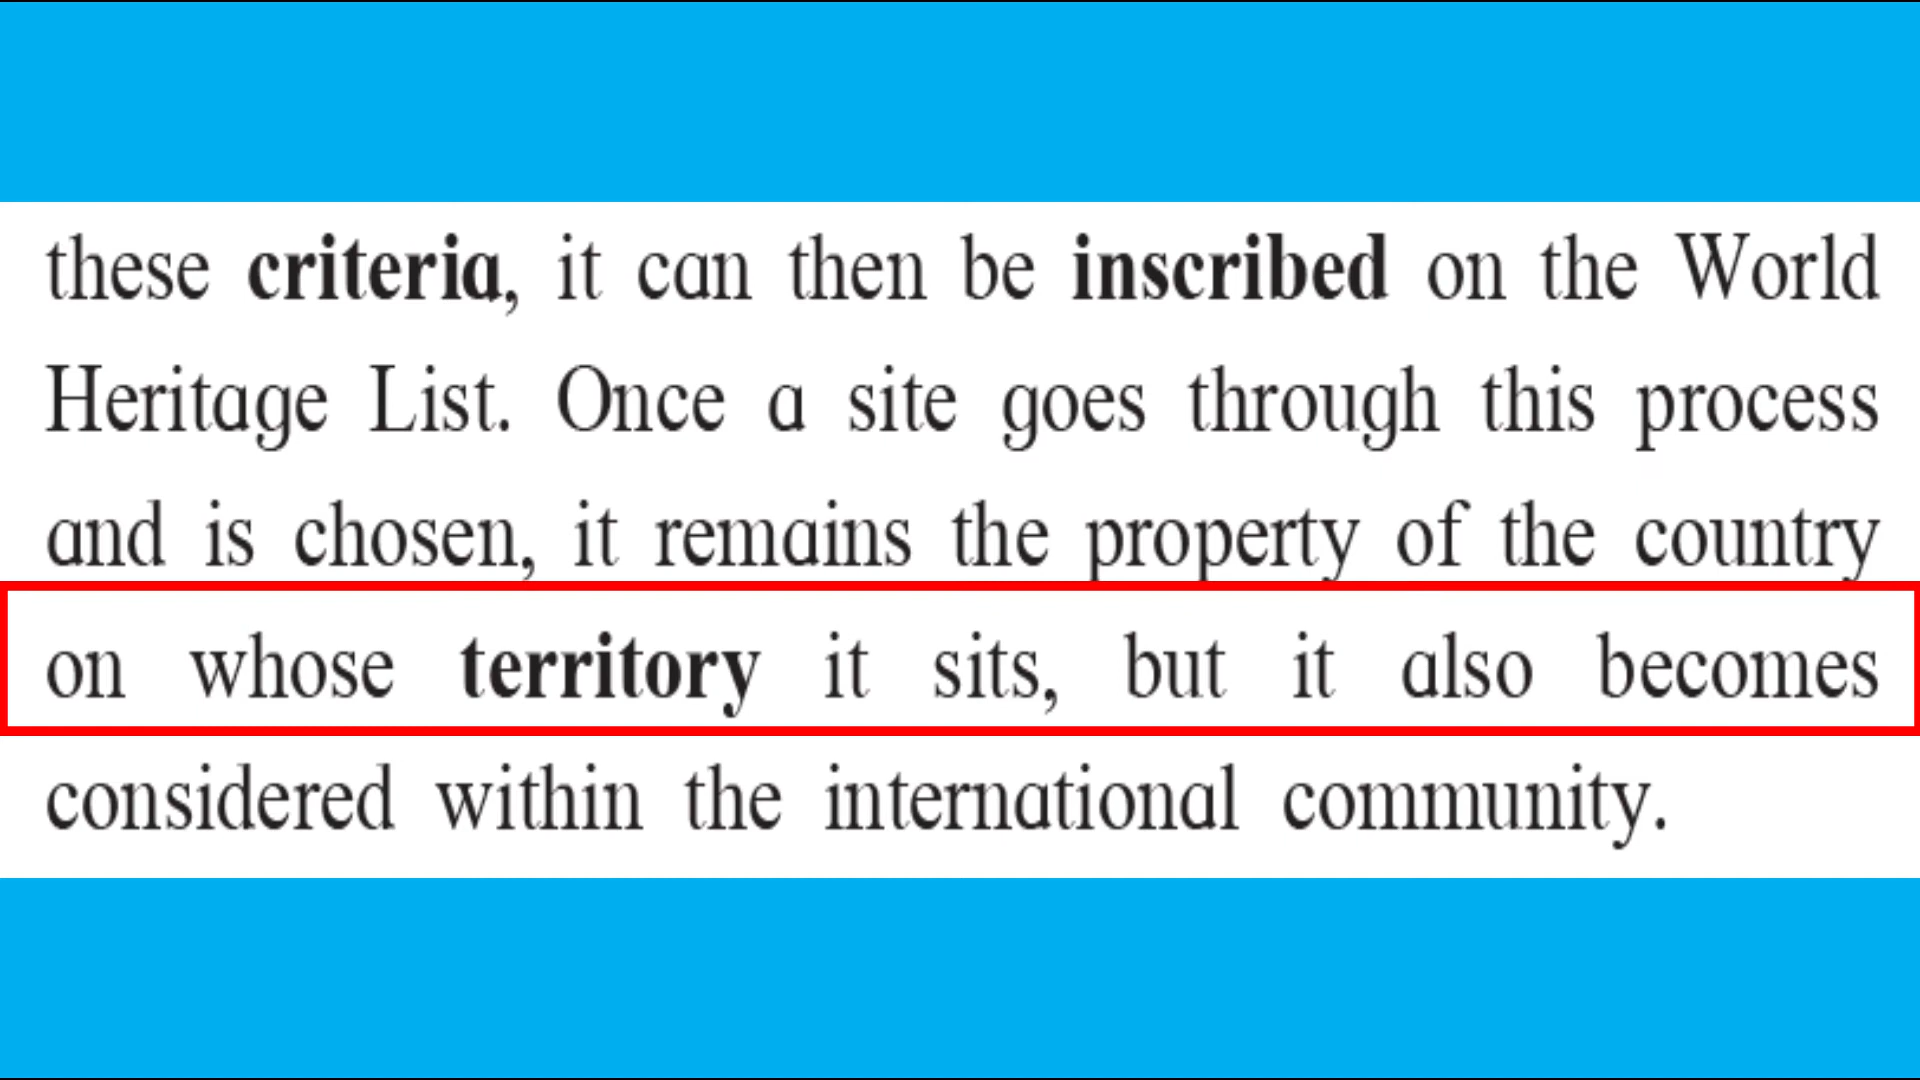 these criteria, it can then be inscribed on the World
Heritage List. Once a site goes through this process
and is chosen, it remains the property of the country
on whose territory it sits, but it also becomes
considered within the international community.